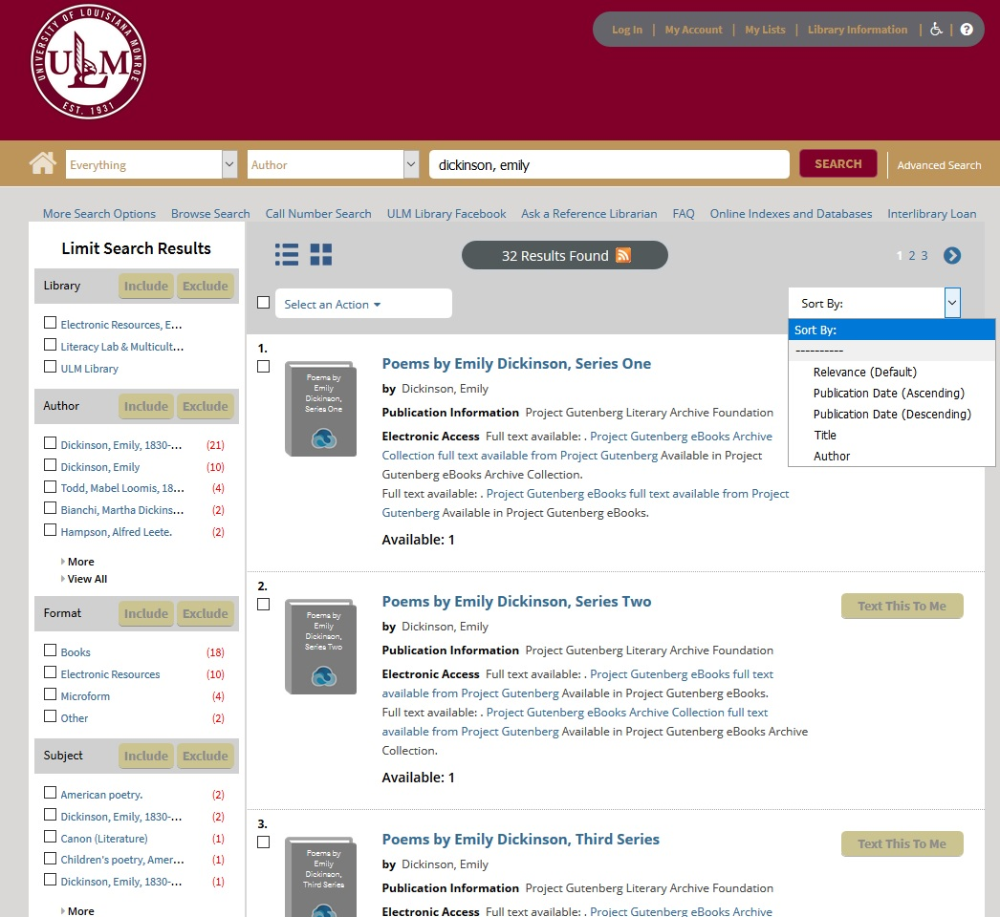 UNIVERSITY OF LOUISIANA MONROE
ULM
EST. 1931
Log In | My Account | My Lists | Library Information | | ?
Everything
Author
dickinson, emily
SEARCH
Advanced Search
More Search Options Browse Search Call Number Search ULM Library Facebook Ask a Reference Librarian FAQ Online Indexes and Databases Interlibrary Loan
Limit Search Results
Library Include Exclude
Electronic Resources, E...
Literacy Lab & Multicult...
ULM Library
Author Include Exclude
Dickinson, Emily, 1830-... (21)
Dickinson, Emily (10)
Todd, Mabel Loomis, 18... (4)
Bianchi, Martha Dickins... (2)
Hampson, Alfred Leete. (2)
More
View All
Format Include Exclude
Books (18)
Electronic Resources (10)
Microform (4)
Other (2)
Subject Include Exclude
American poetry. (2)
Dickinson, Emily, 1830-... (2)
Canon (Literature) (1)
Children's poetry, Amer... (1)
Dickinson, Emily, 1830-... (1)
More
32 Results Found
1 2 3
Select an Action
Sort By:
Sort By:
----------
Relevance (Default)
Publication Date (Ascending)
Publication Date (Descending)
Title
Author
1.
Poems by
Emily
Dickinson,
Series One
Poems by Emily Dickinson, Series One
by Dickinson, Emily
Publication Information Project Gutenberg Literary Archive Foundation
Electronic Access Full text available: . Project Gutenberg eBooks Archive
Collection full text available from Project Gutenberg Available in Project
Gutenberg eBooks Archive Collection.
Full text available: . Project Gutenberg eBooks full text available from Project
Gutenberg Available in Project Gutenberg eBooks.
Available: 1
2.
Poems by
Emily
Dickinson,
Series Two
Poems by Emily Dickinson, Series Two
Text This To Me
by Dickinson, Emily
Publication Information Project Gutenberg Literary Archive Foundation
Electronic Access Full text available: . Project Gutenberg eBooks full text
available from Project Gutenberg Available in Project Gutenberg eBooks.
Full text available: . Project Gutenberg eBooks Archive Collection full text
available from Project Gutenberg Available in Project Gutenberg eBooks Archive
Collection.
Available: 1
3.
Poems by
Emily
Dickinson,
Third Series
Poems by Emily Dickinson, Third Series
Text This To Me
by Dickinson, Emily
Publication Information Project Gutenberg Literary Archive Foundation
Electronic Access Full text available: . Project Gutenberg eBooks Archive